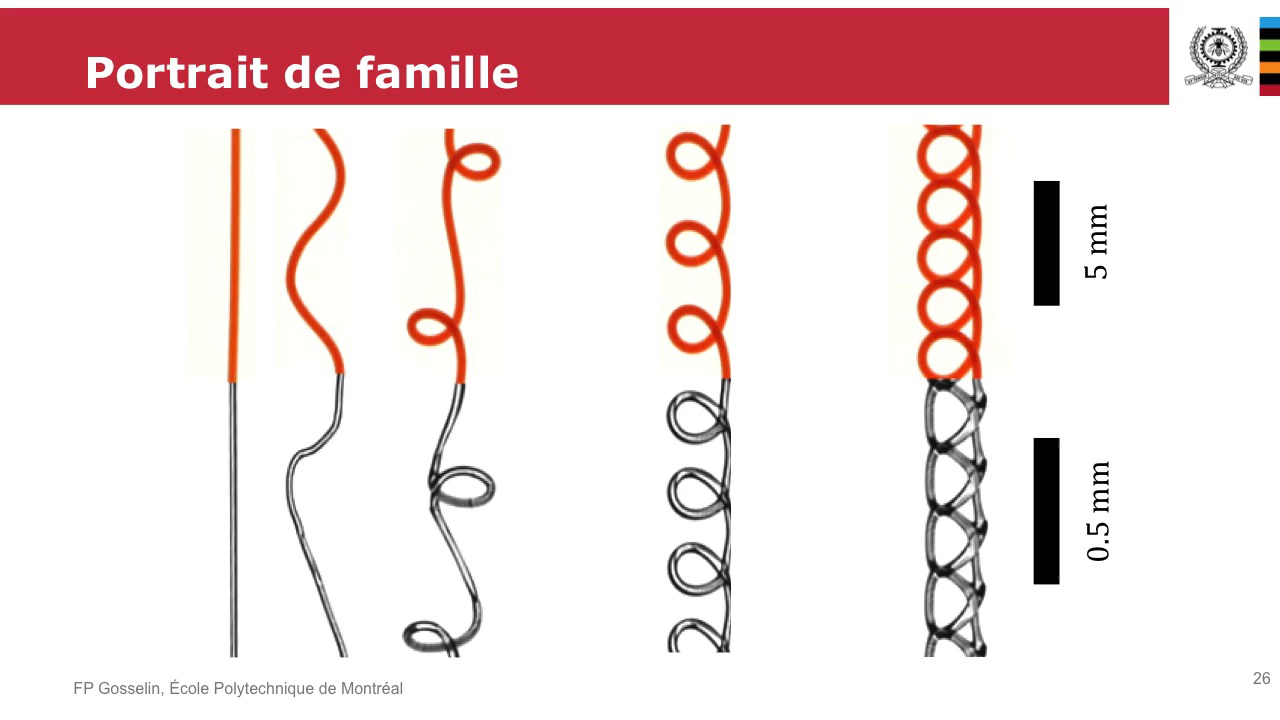 Portrait de famille
5 mm
0.5 mm
FP Gosselin, École Polytechnique de Montréal
26